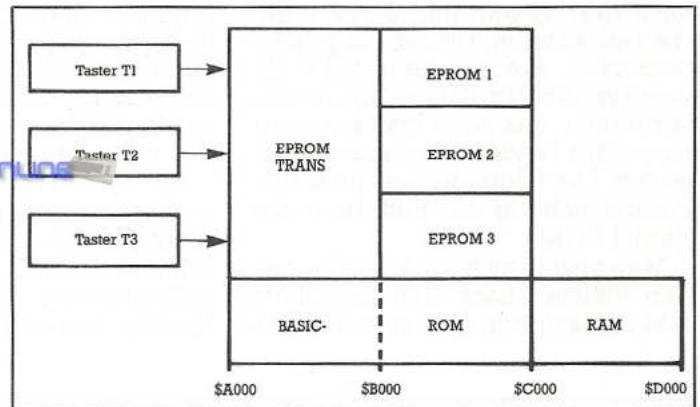 Taster T1
EPROM 1
Taster T2
EPROM
TRANS
EPROM 2
Taster T3
EPROM 3
BASIC-
ROM
RAM
$A000
$B000
$C000
$D000